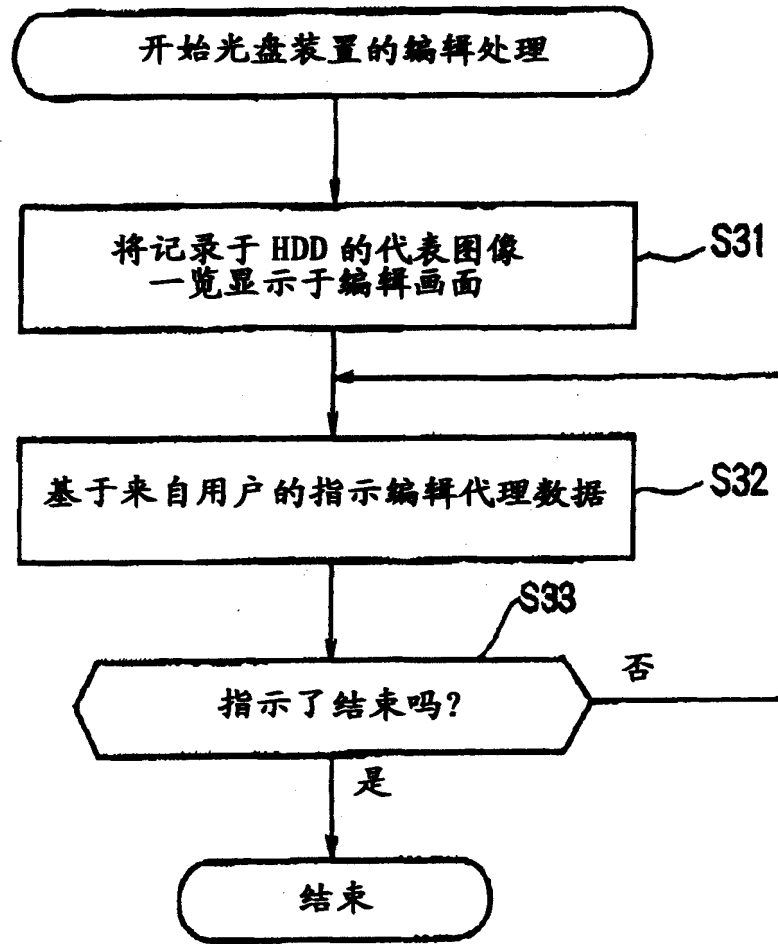 开始光盘装置的编辑处理
将记录于 HDD 的代表图像
一览显示于编辑画面
S31
基于来自用户的指示编辑代理数据
S32
S33
指示了结束吗?
否
是
结束